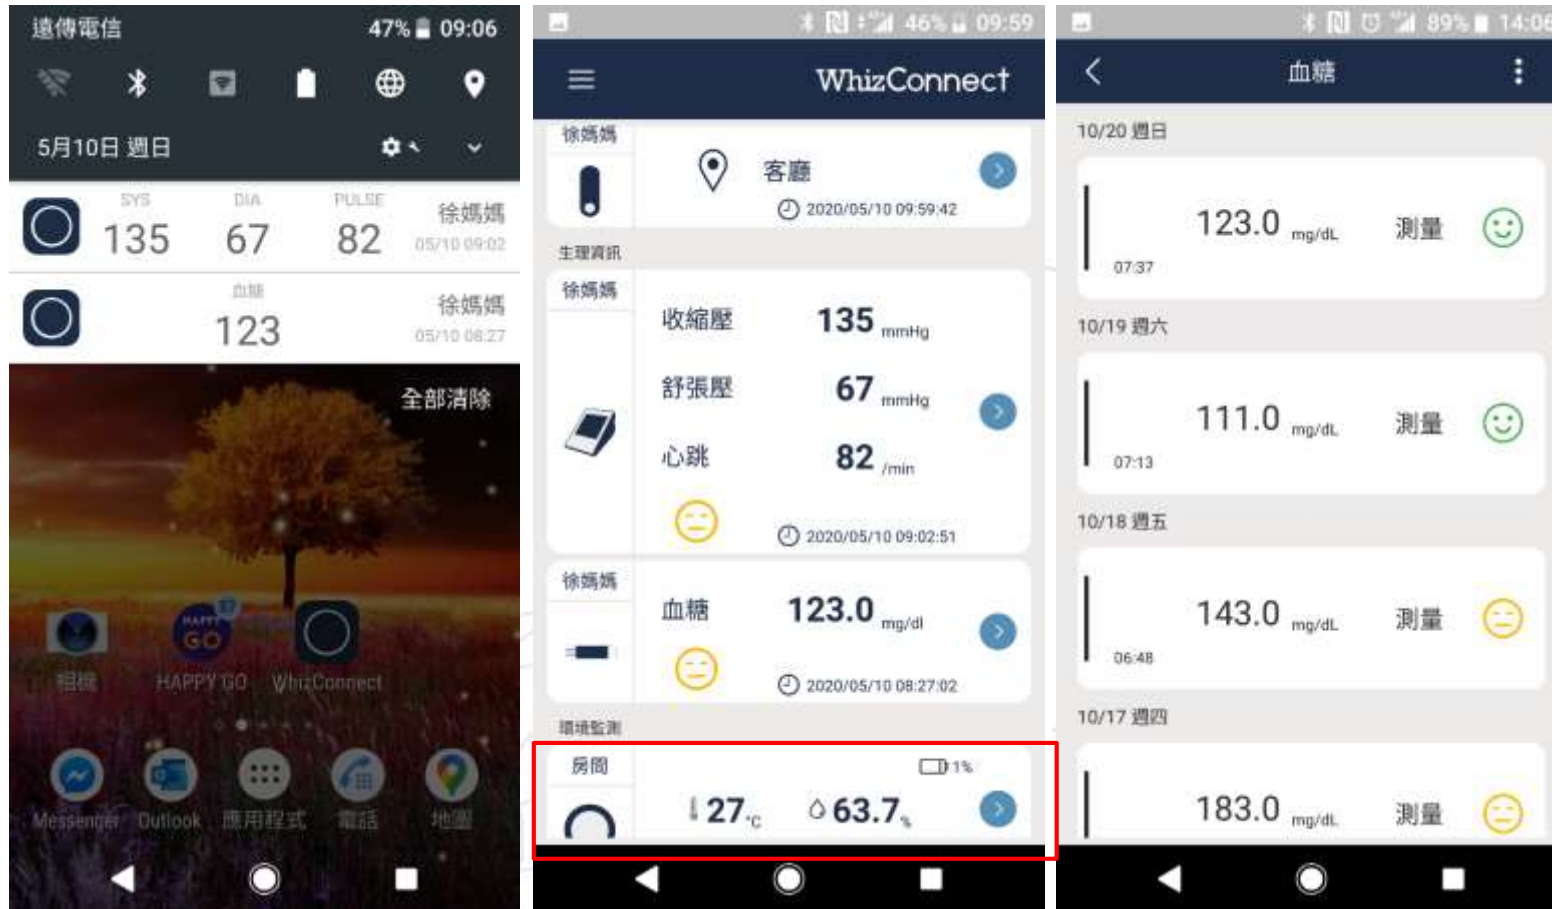 遠傳電信 47% 09:06
5月10日 週日
SYS DIA PULSE
135 67 82 徐媽媽
05/10 09:02
血糖
123 徐媽媽
05/10 08:27
全部清除
HAPPY GO
87
相機 HAPPY GO WhizConnect
Messenger Outlook 應用程式 電話 地圖
46% 09:59
WhizConnect
徐媽媽
客廳
2020/05/10 09:59:42
生理資訊
徐媽媽
收縮壓 135 mmHg
舒張壓 67 mmHg
心跳 82 /min
2020/05/10 09:02:51
徐媽媽
血糖 123.0 mg/dl
2020/05/10 08:27:02
環境監測
房間 1%
27 °C 63.7 %
89% 14:06
血糖
10/20 週日
123.0 mg/dL 測量
07:37
10/19 週六
111.0 mg/dL 測量
07:13
10/18 週五
143.0 mg/dL 測量
06:48
10/17 週四
183.0 mg/dL 測量